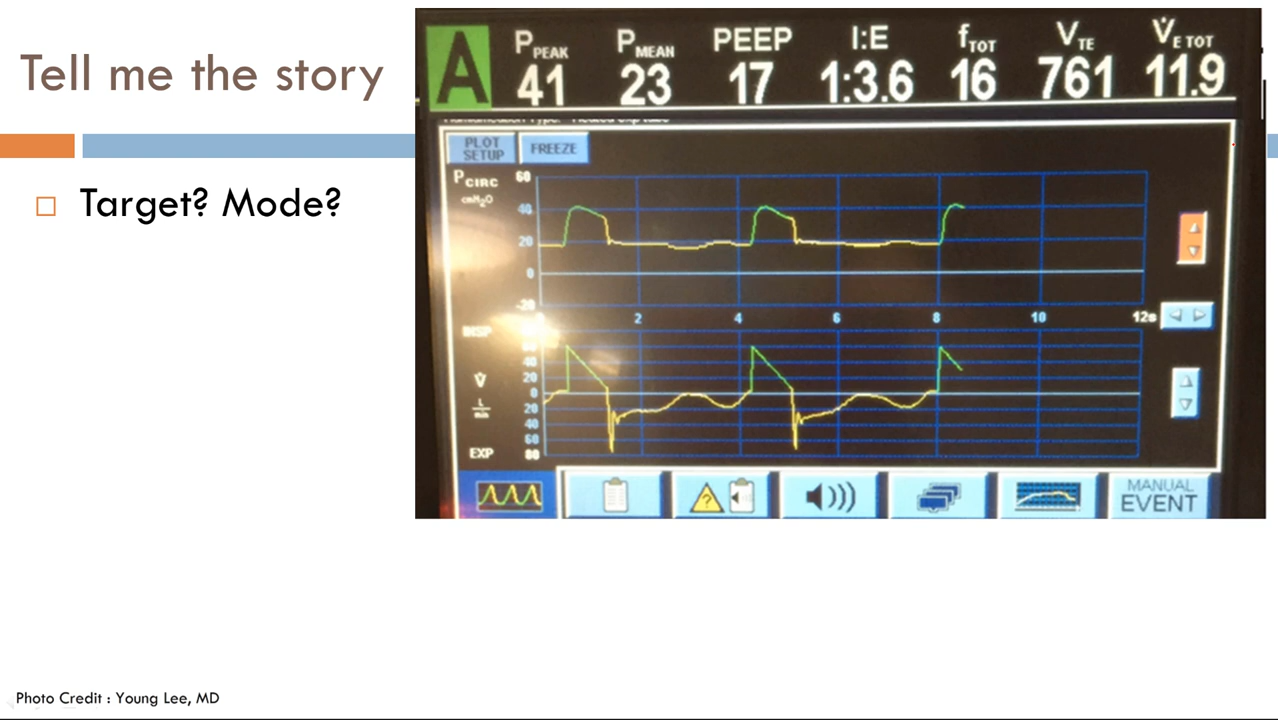 Tell me the story
Target? Mode?
A
PPEAK PMEAN PEEP I:E fTOT VTE V̇E TOT
41 23 17 1:3.6 16 761 11.9
PLOT SETUP FREEZE
PCIRC
cmH2O
60
40
20
0
-20
2 4 6 8 10 12s
INSP
V̇
L
min
EXP
40
20
0
20
40
60
80
MANUAL
EVENT
Photo Credit : Young Lee, MD